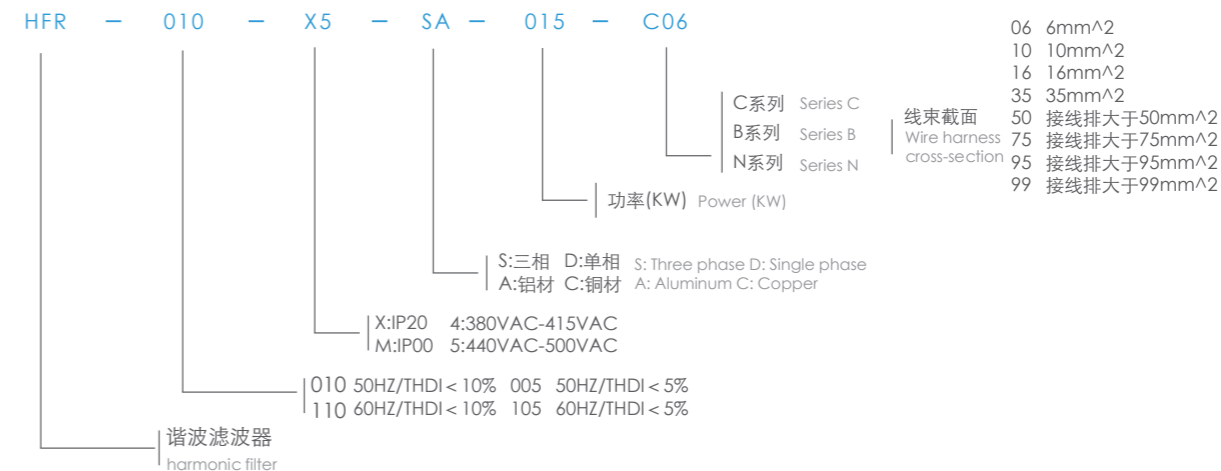 HFR - 010 - X5 - SA - 015 - C06
06 6mm^2
10 10mm^2
16 16mm^2
35 35mm^2
50 接线排大于50mm^2
75 接线排大于75mm^2
95 接线排大于95mm^2
99 接线排大于99mm^2
线束截面
Wire harness
cross-section
C系列 Series C
B系列 Series B
N系列 Series N
功率(KW) Power (KW)
S:三相 D:单相 S: Three phase D: Single phase
A:铝材 C:铜材 A: Aluminum C: Copper
X:IP20 4:380VAC-415VAC
M:IP00 5:440VAC-500VAC
010 50HZ/THDI<10% 005 50HZ/THDI<5%
110 60HZ/THDI<10% 105 60HZ/THDI<5%
谐波滤波器
harmonic filter